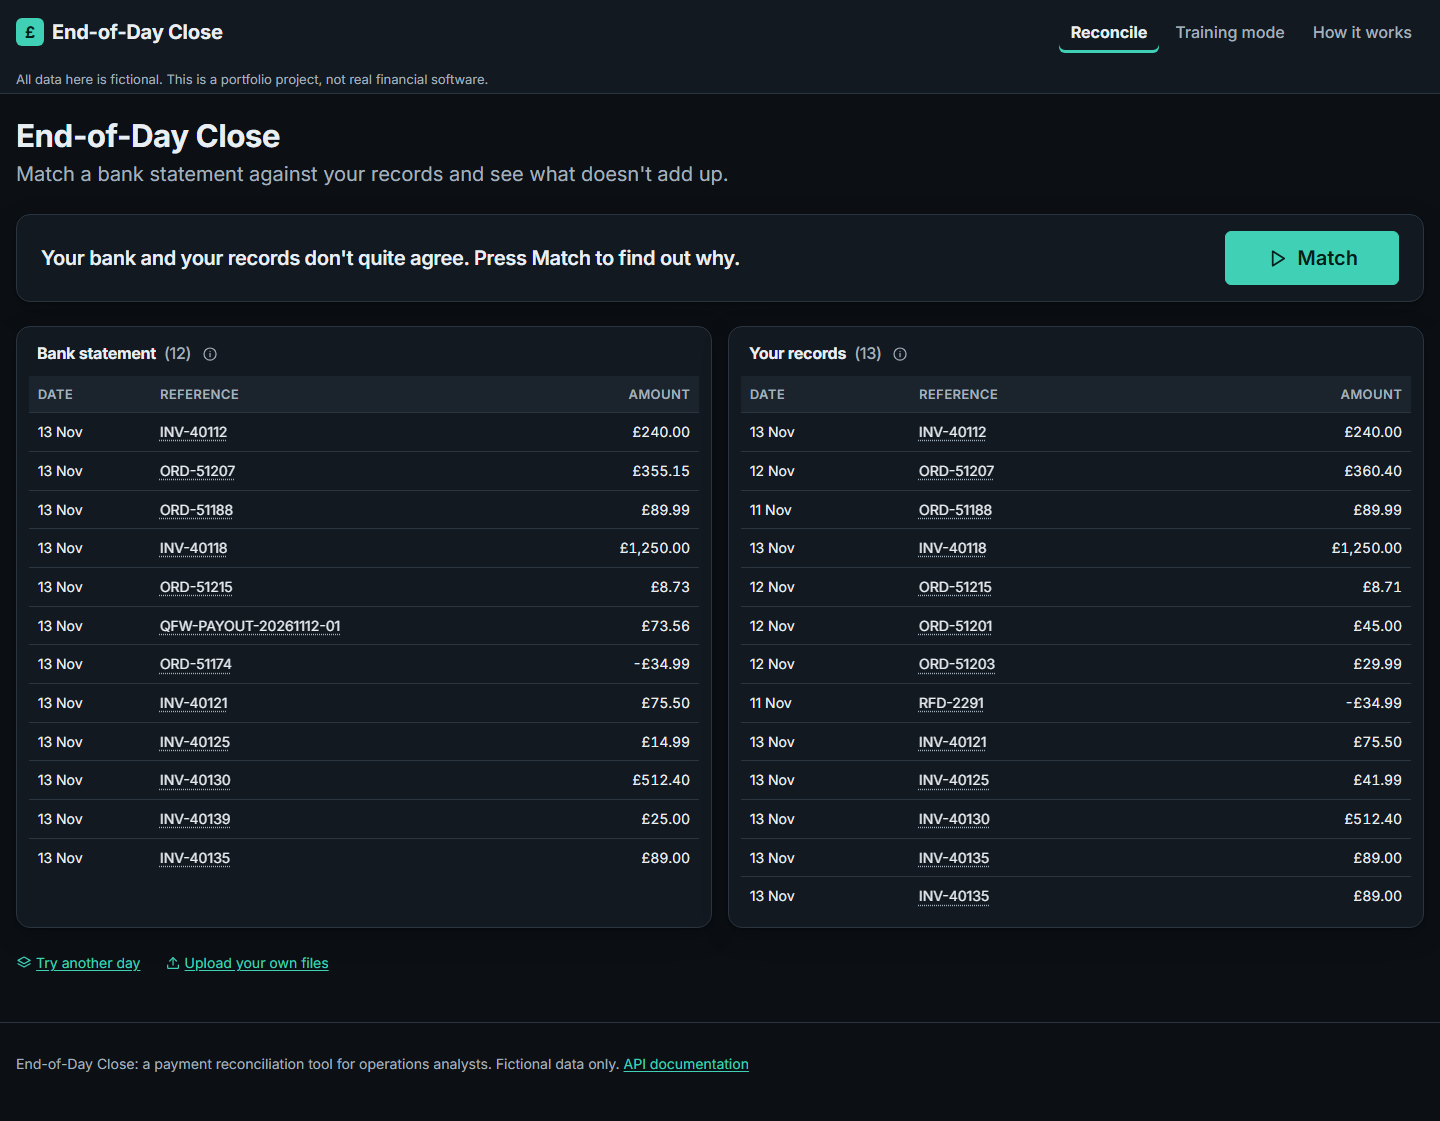 £ End-of-Day Close
Reconcile Training mode How it works
All data here is fictional. This is a portfolio project, not real financial software.
End-of-Day Close
Match a bank statement against your records and see what doesn't add up.
Your bank and your records don't quite agree. Press Match to find out why.
Match
Bank statement (12)
DATE REFERENCE AMOUNT
13 Nov INV-40112 £240.00
13 Nov ORD-51207 £355.15
13 Nov ORD-51188 £89.99
13 Nov INV-40118 £1,250.00
13 Nov ORD-51215 £8.73
13 Nov QFW-PAYOUT-20261112-01 £73.56
13 Nov ORD-51174 -£34.99
13 Nov INV-40121 £75.50
13 Nov INV-40125 £14.99
13 Nov INV-40130 £512.40
13 Nov INV-40139 £25.00
13 Nov INV-40135 £89.00
Your records (13)
DATE REFERENCE AMOUNT
13 Nov INV-40112 £240.00
12 Nov ORD-51207 £360.40
11 Nov ORD-51188 £89.99
13 Nov INV-40118 £1,250.00
12 Nov ORD-51215 £8.71
12 Nov ORD-51201 £45.00
12 Nov ORD-51203 £29.99
11 Nov RFD-2291 -£34.99
13 Nov INV-40121 £75.50
13 Nov INV-40125 £41.99
13 Nov INV-40130 £512.40
13 Nov INV-40135 £89.00
13 Nov INV-40135 £89.00
Try another day Upload your own files
End-of-Day Close: a payment reconciliation tool for operations analysts. Fictional data only. API documentation